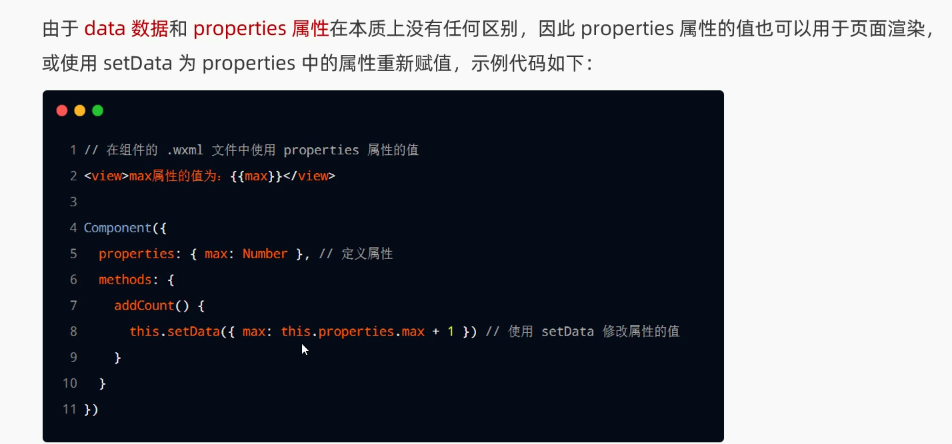 由于 data 数据和 properties 属性在本质上没有任何区别，因此 properties 属性的值也可以用于页面渲染，
或使用 setData 为 properties 中的属性重新赋值，示例代码如下：
1 // 在组件的 .wxml 文件中使用 properties 属性的值
2 <view>max属性的值为：{{max}}</view>
3
4 Component({
5   properties: { max: Number }, // 定义属性
6   methods: {
7     addCount() {
8       this.setData({ max: this.properties.max + 1 }) // 使用 setData 修改属性的值
9     }
10   }
11 })